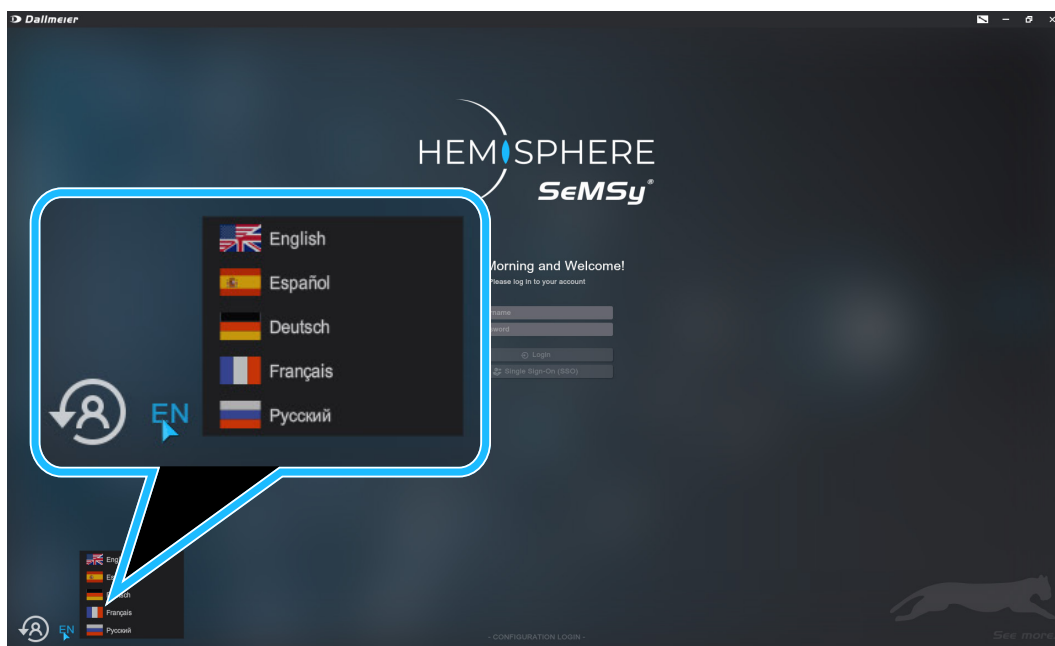 Dallmeier
HEMISPHERE
SeMSy®
Morning and Welcome!
Please log in to your account
Login
Single Sign-On (SSO)
English
Español
Deutsch
Français
Русский
EN
Français
Русский
EN
- CONFIGURATION LOGIN -
See more